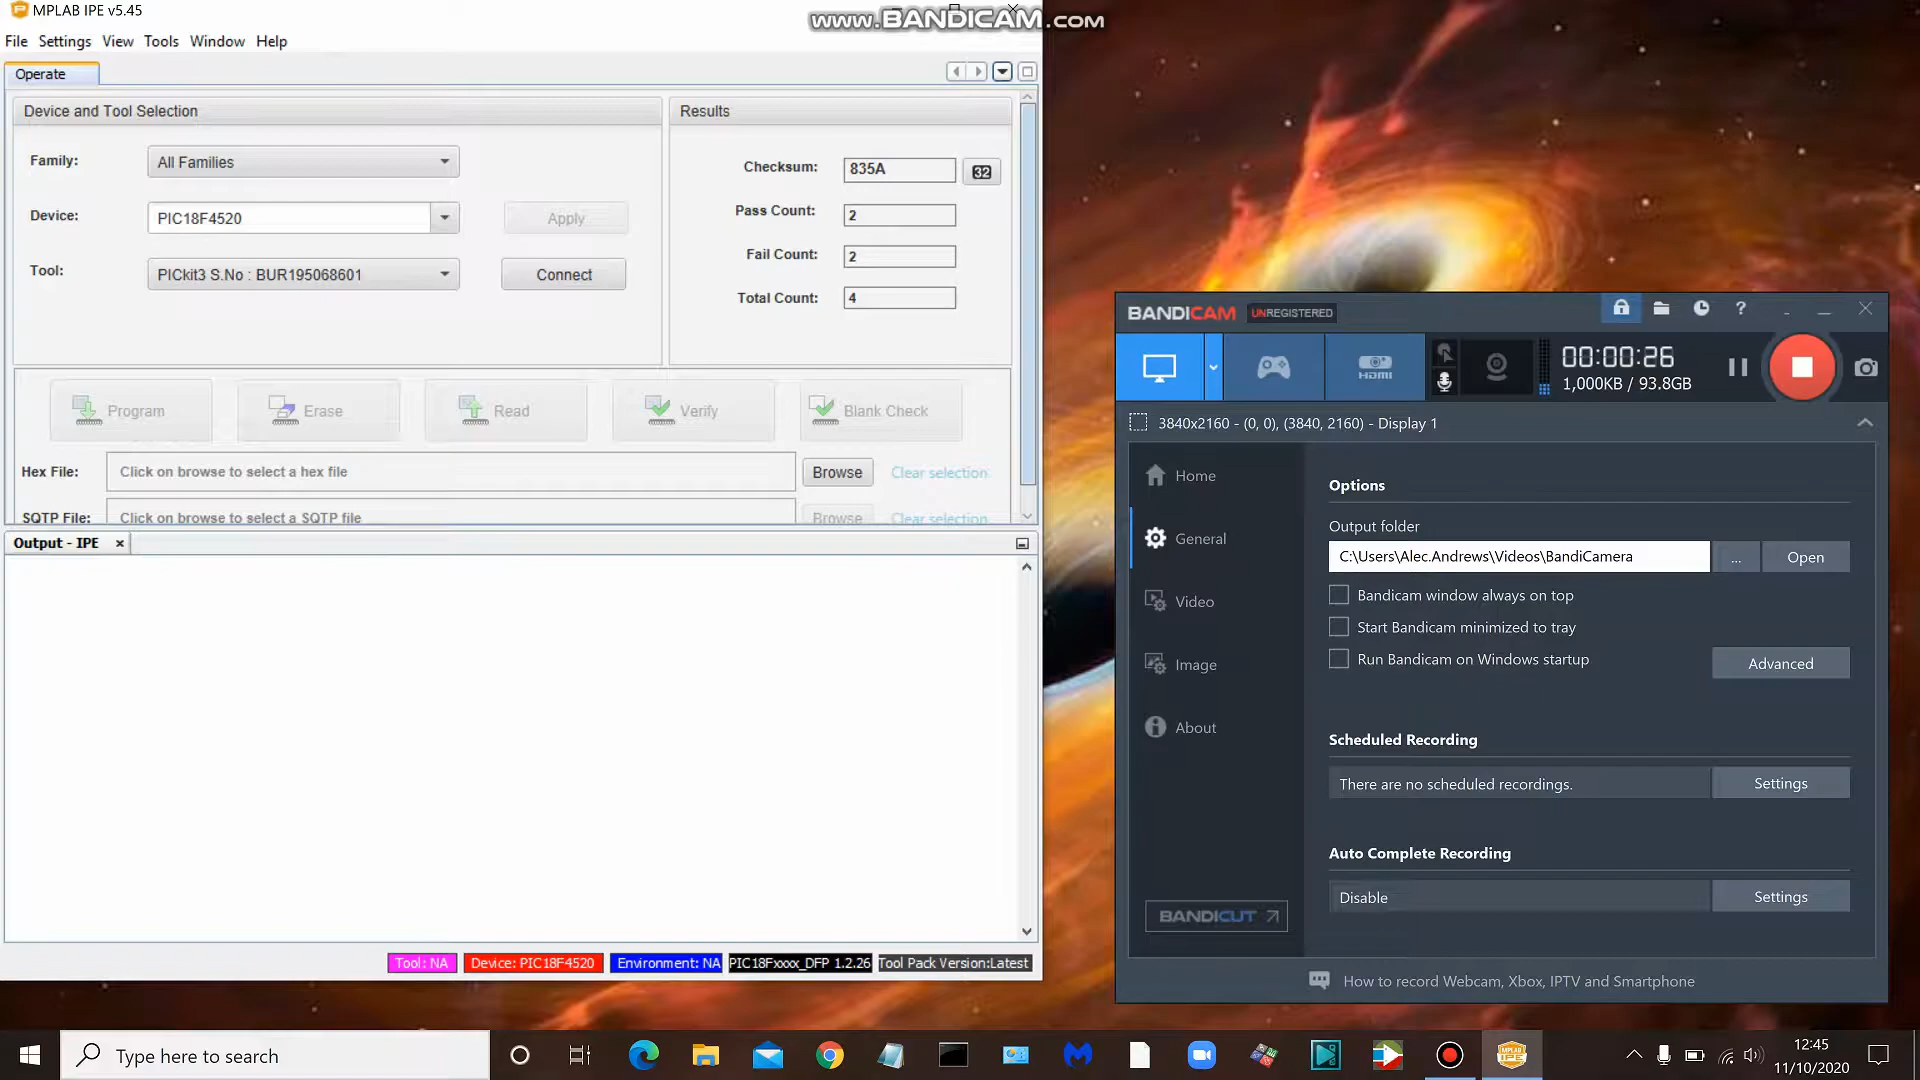 MPLAB IPE v5.45
www.BANDICAM.COM
File Settings View Tools Window Help
Operate
Device and Tool Selection
Family: All Families
Device: PIC18F4520 Apply
Tool: PICkit3 S.No : BUR195068601 Connect
Results
Checksum: 835A 32
Pass Count: 2
Fail Count: 2
Total Count: 4
Program Erase Read Verify Blank Check
Hex File: Click on browse to select a hex file Browse Clear selection
SQTP File: Click on browse to select a SQTP file Browse Clear selection
Output - IPE
Tool: NA Device: PIC18F4520 Environment: NA PIC18Fxxxx_DFP 1.2.26 Tool Pack Version:Latest
BANDICAM UNREGISTERED
HDMI
00:00:26
1,000KB / 93.8GB
3840x2160 - (0, 0), (3840, 2160) - Display 1
Home
General
Video
Image
About
BANDICUT
Options
Output folder
C:\Users\Alec.Andrews\Videos\BandiCamera ... Open
Bandicam window always on top
Start Bandicam minimized to tray
Run Bandicam on Windows startup
Advanced
Scheduled Recording
There are no scheduled recordings. Settings
Auto Complete Recording
Disable Settings
How to record Webcam, Xbox, IPTV and Smartphone
Type here to search
MPLAB
IPE
12:45
11/10/2020